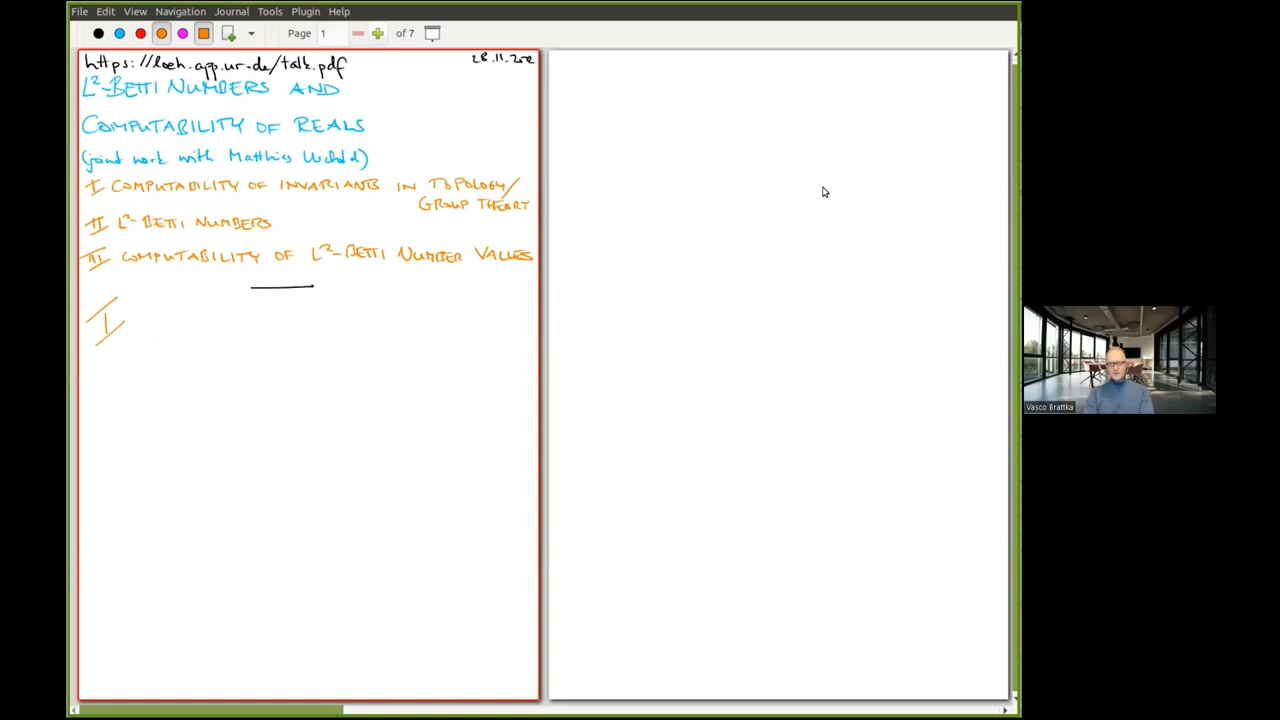 File Edit View Navigation Journal Tools Plugin Help
Page 1 of 7
https://loeh.app.ur.de/talk.pdf 28.11.202
L²-BETTI NUMBERS AND
COMPUTABILITY OF REALS
(joint work with Matthias Uschold)
I COMPUTABILITY OF INVARIANTS IN TOPOLOGY/
GROUP THEORY
II L²-BETTI NUMBERS
III COMPUTABILITY OF L²-BETTI NUMBER VALUES
I
Vasco Brattka